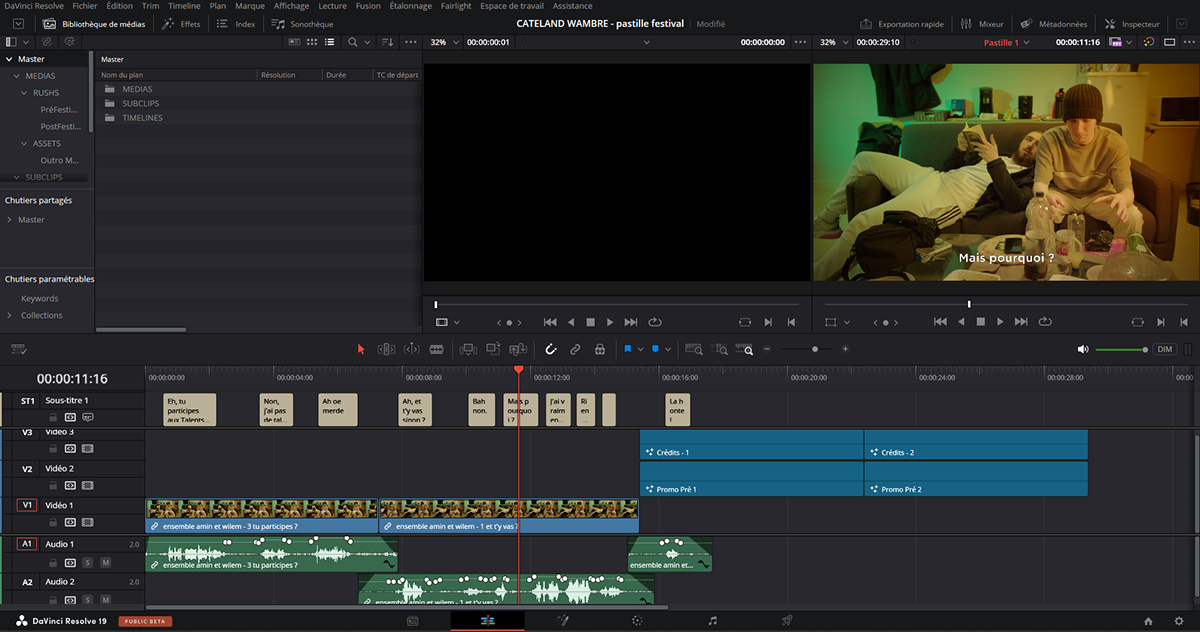 DaVinci Resolve Fichier Édition Trim Timeline Plan Marque Affichage Lecture Fusion Étalonnage Fairlight Espace de travail Assistance
Bibliothèque de médias Effets Index Sonothèque CATELAND WAMBRE - pastille festival Modifié Exportation rapide Mixeur Métadonnées Inspecteur
32% 00:00:00:01 00:00:00:00 32% 00:00:29:10 Pastille 1 00:00:11:16
Master
MEDIAS
RUSHS
PréFesti...
PostFesti...
ASSETS
Outro M...
SUBCLIPS
Chutiers partagés
Master
Chutiers paramétrables
Keywords
Collections
Master
Nom du plan Résolution Durée TC de départ
MEDIAS
SUBCLIPS
TIMELINES
Mais pourquoi ?
DIM
00:00:11:16
00:00:00:00 00:00:04:00 00:00:08:00 00:00:12:00 00:00:16:00 00:00:20:00 00:00:24:00 00:00:28:00 00:00
ST1 Sous-titre 1
Eh, tu
participes
aux Talents...
Non,
j'ai pas
de tal...
Ah oe
merde
Ah, et
t'y vas
sinon ?
Bah
non.
Mais p
ourquo
i ?
J'ai v
raim
en...
Ri
en
...
La h
onte
!
V3 Vidéo 3
Crédits - 1 Crédits - 2
V2 Vidéo 2
Promo Pré 1 Promo Pré 2
V1 Vidéo 1
ensemble amin et wilem - 3 tu participes ? ensemble amin et wilem - 1 et t'y vas ?
A1 Audio 1 2.0
S M
ensemble amin et wilem - 3 tu participes ? ensemble amin et...
A2 Audio 2 2.0
S M
ensemble amin et wilem - 1 et t'y vas ?
DaVinci Resolve 19 PUBLIC BETA